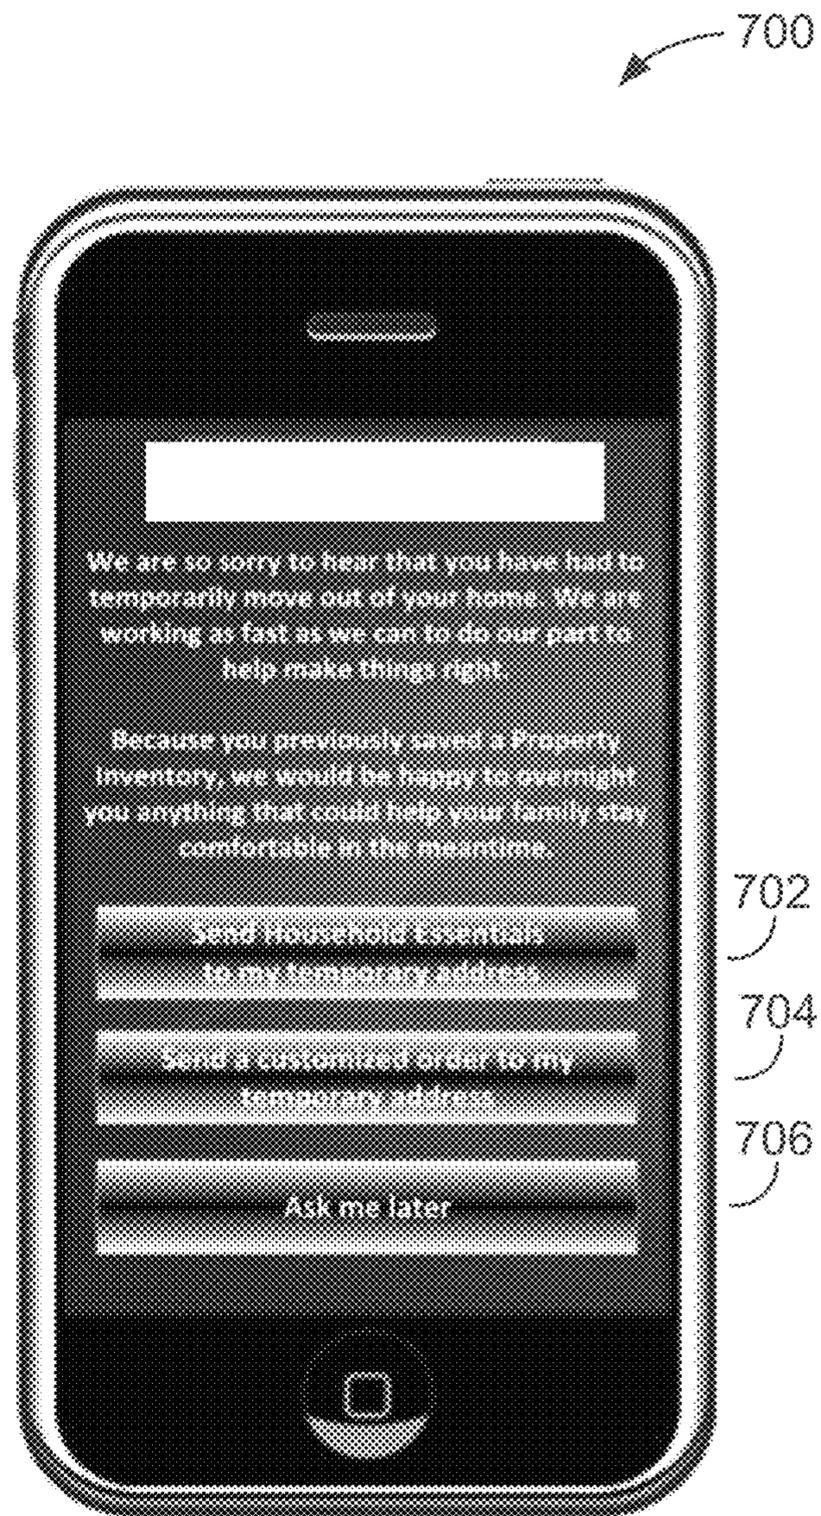 700
We are so sorry to hear that you have had to
temporarily move out of your home. We are
working as fast as we can to do our part to
help make things right.
Because you previously saved a Property
Inventory, we would be happy to overnight
you anything that could help your family stay
comfortable in the meantime.
702
Send Household Essentials
to my temporary address
704
Send a customized order to my
temporary address
706
Ask me later